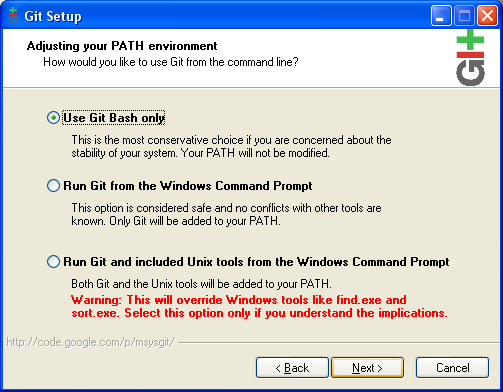 Git Setup
Adjusting your PATH environment
How would you like to use Git from the command line?
Use Git Bash only
This is the most conservative choice if you are concerned about the
stability of your system. Your PATH will not be modified.
Run Git from the Windows Command Prompt
This option is considered safe and no conflicts with other tools are
known. Only Git will be added to your PATH.
Run Git and included Unix tools from the Windows Command Prompt
Both Git and the Unix tools will be added to your PATH.
Warning: This will override Windows tools like find.exe and
sort.exe. Select this option only if you understand the implications.
http://code.google.com/p/msysgit/
< Back
Next >
Cancel